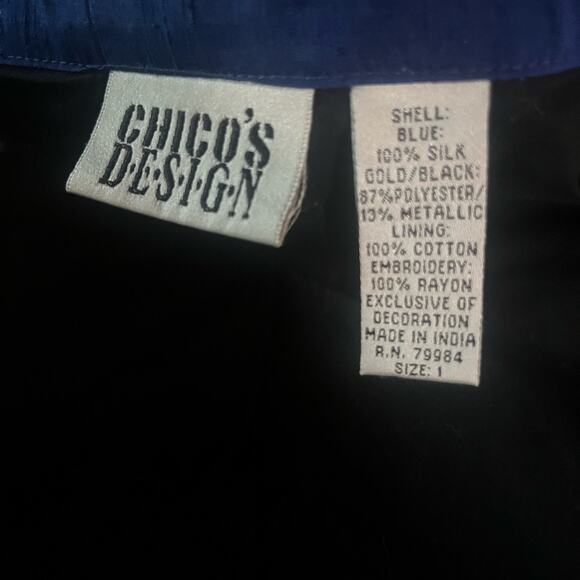 CHICO'S
D.E.S.I.G.N
SHELL:
BLUE:
100% SILK
GOLD/BLACK:
87%POLYESTER/
13% METALLIC
LINING:
100% COTTON
EMBROIDERY:
100% RAYON
EXCLUSIVE OF
DECORATION
MADE IN INDIA
R.N. 79984
SIZE: 1